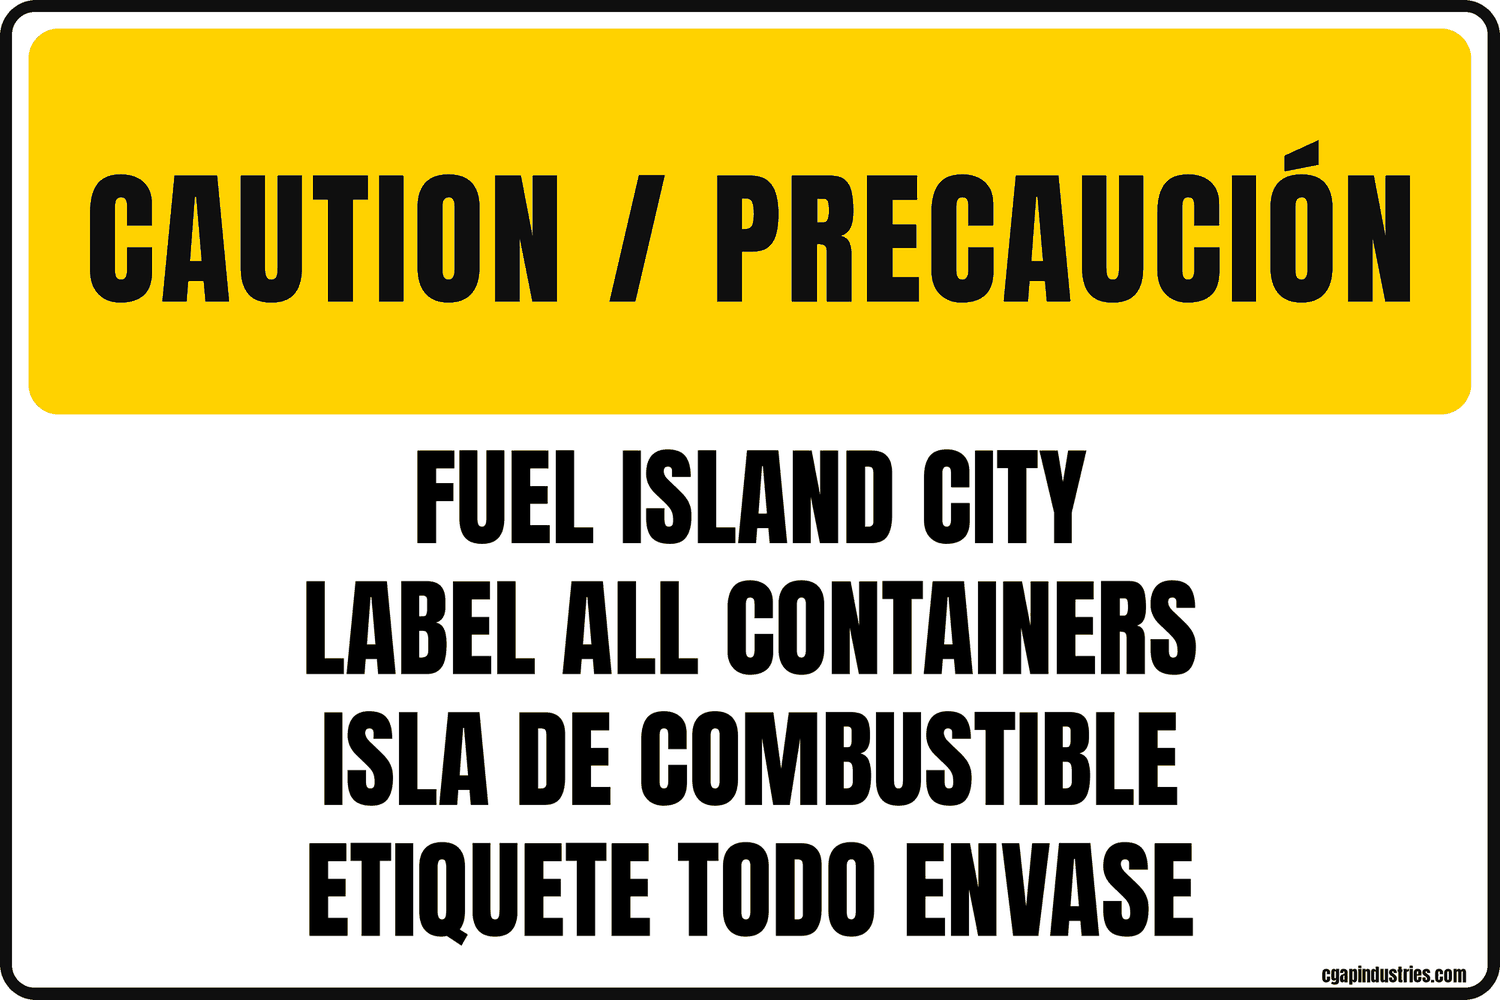 CAUTION / PRECAUCIÓN
FUEL ISLAND CITY
LABEL ALL CONTAINERS
ISLA DE COMBUSTIBLE
ETIQUETE TODO ENVASE
cgapindustries.com